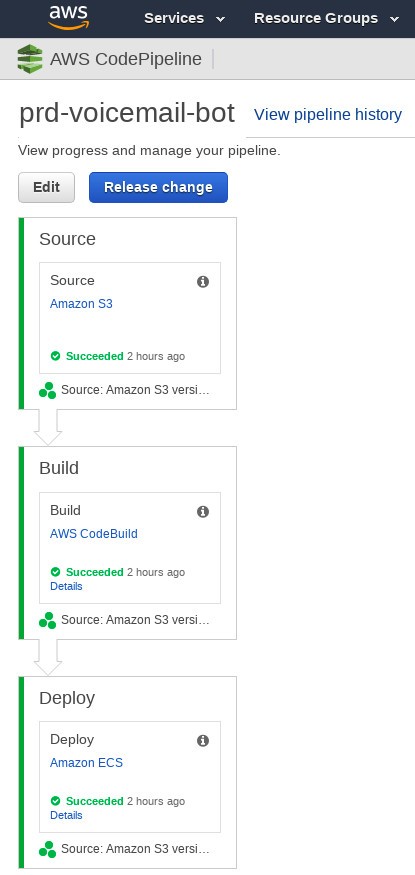 aws Services Resource Groups
AWS CodePipeline
prd-voicemail-bot View pipeline history
View progress and manage your pipeline.
Edit Release change
Source
Source
Amazon S3
Succeeded 2 hours ago
Source: Amazon S3 versi...
Build
Build
AWS CodeBuild
Succeeded 2 hours ago
Details
Source: Amazon S3 versi...
Deploy
Deploy
Amazon ECS
Succeeded 2 hours ago
Details
Source: Amazon S3 versi...